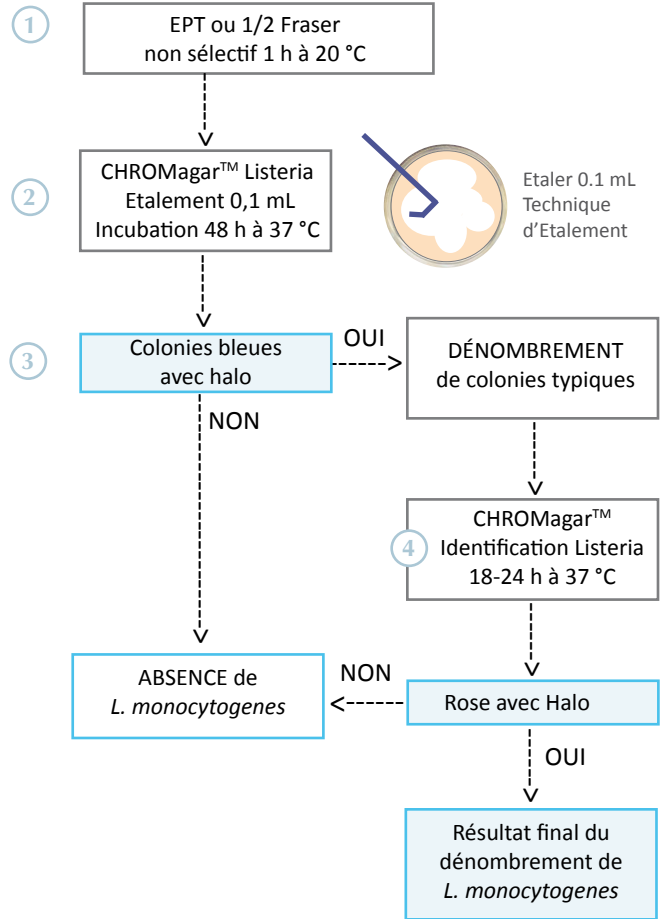 1
EPT ou 1/2 Fraser
non sélectif 1 h à 20 °C
2
CHROMagar™ Listeria
Etalement 0,1 mL
Incubation 48 h à 37 °C
Etaler 0.1 mL
Technique
d'Etalement
3
Colonies bleues
avec halo
OUI
DÉNOMBREMENT
de colonies typiques
NON
4
CHROMagar™
Identification Listeria
18-24 h à 37 °C
ABSENCE de
L. monocytogenes
NON
Rose avec Halo
OUI
Résultat final du
dénombrement de
L. monocytogenes